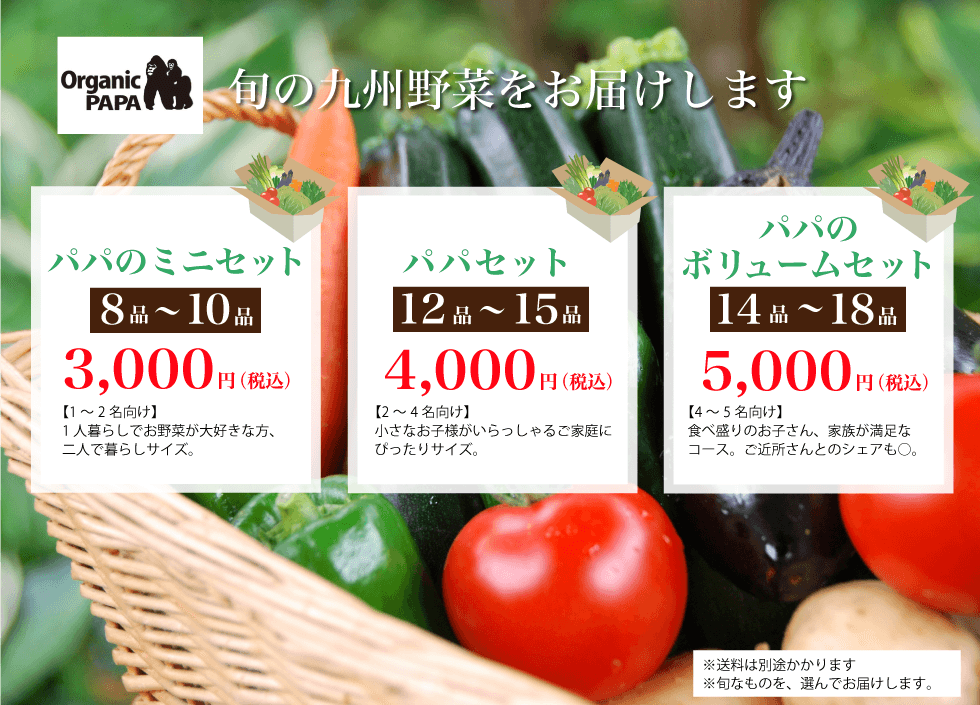 Organic
PAPA
旬の九州野菜をお届けします
パパのミニセット
8品～10品
3,000円（税込）
【1～2名向け】
1人暮らしでお野菜が大好きな方、
二人で暮らしサイズ。
パパセット
12品～15品
4,000円（税込）
【2～4名向け】
小さなお子様がいらっしゃるご家庭に
ぴったりサイズ。
パパの
ボリュームセット
14品～18品
5,000円（税込）
【4～5名向け】
食べ盛りのお子さん、家族が満足な
コース。ご近所さんとのシェアも〇。
※送料は別途かかります
※旬なものを、選んでお届けします。